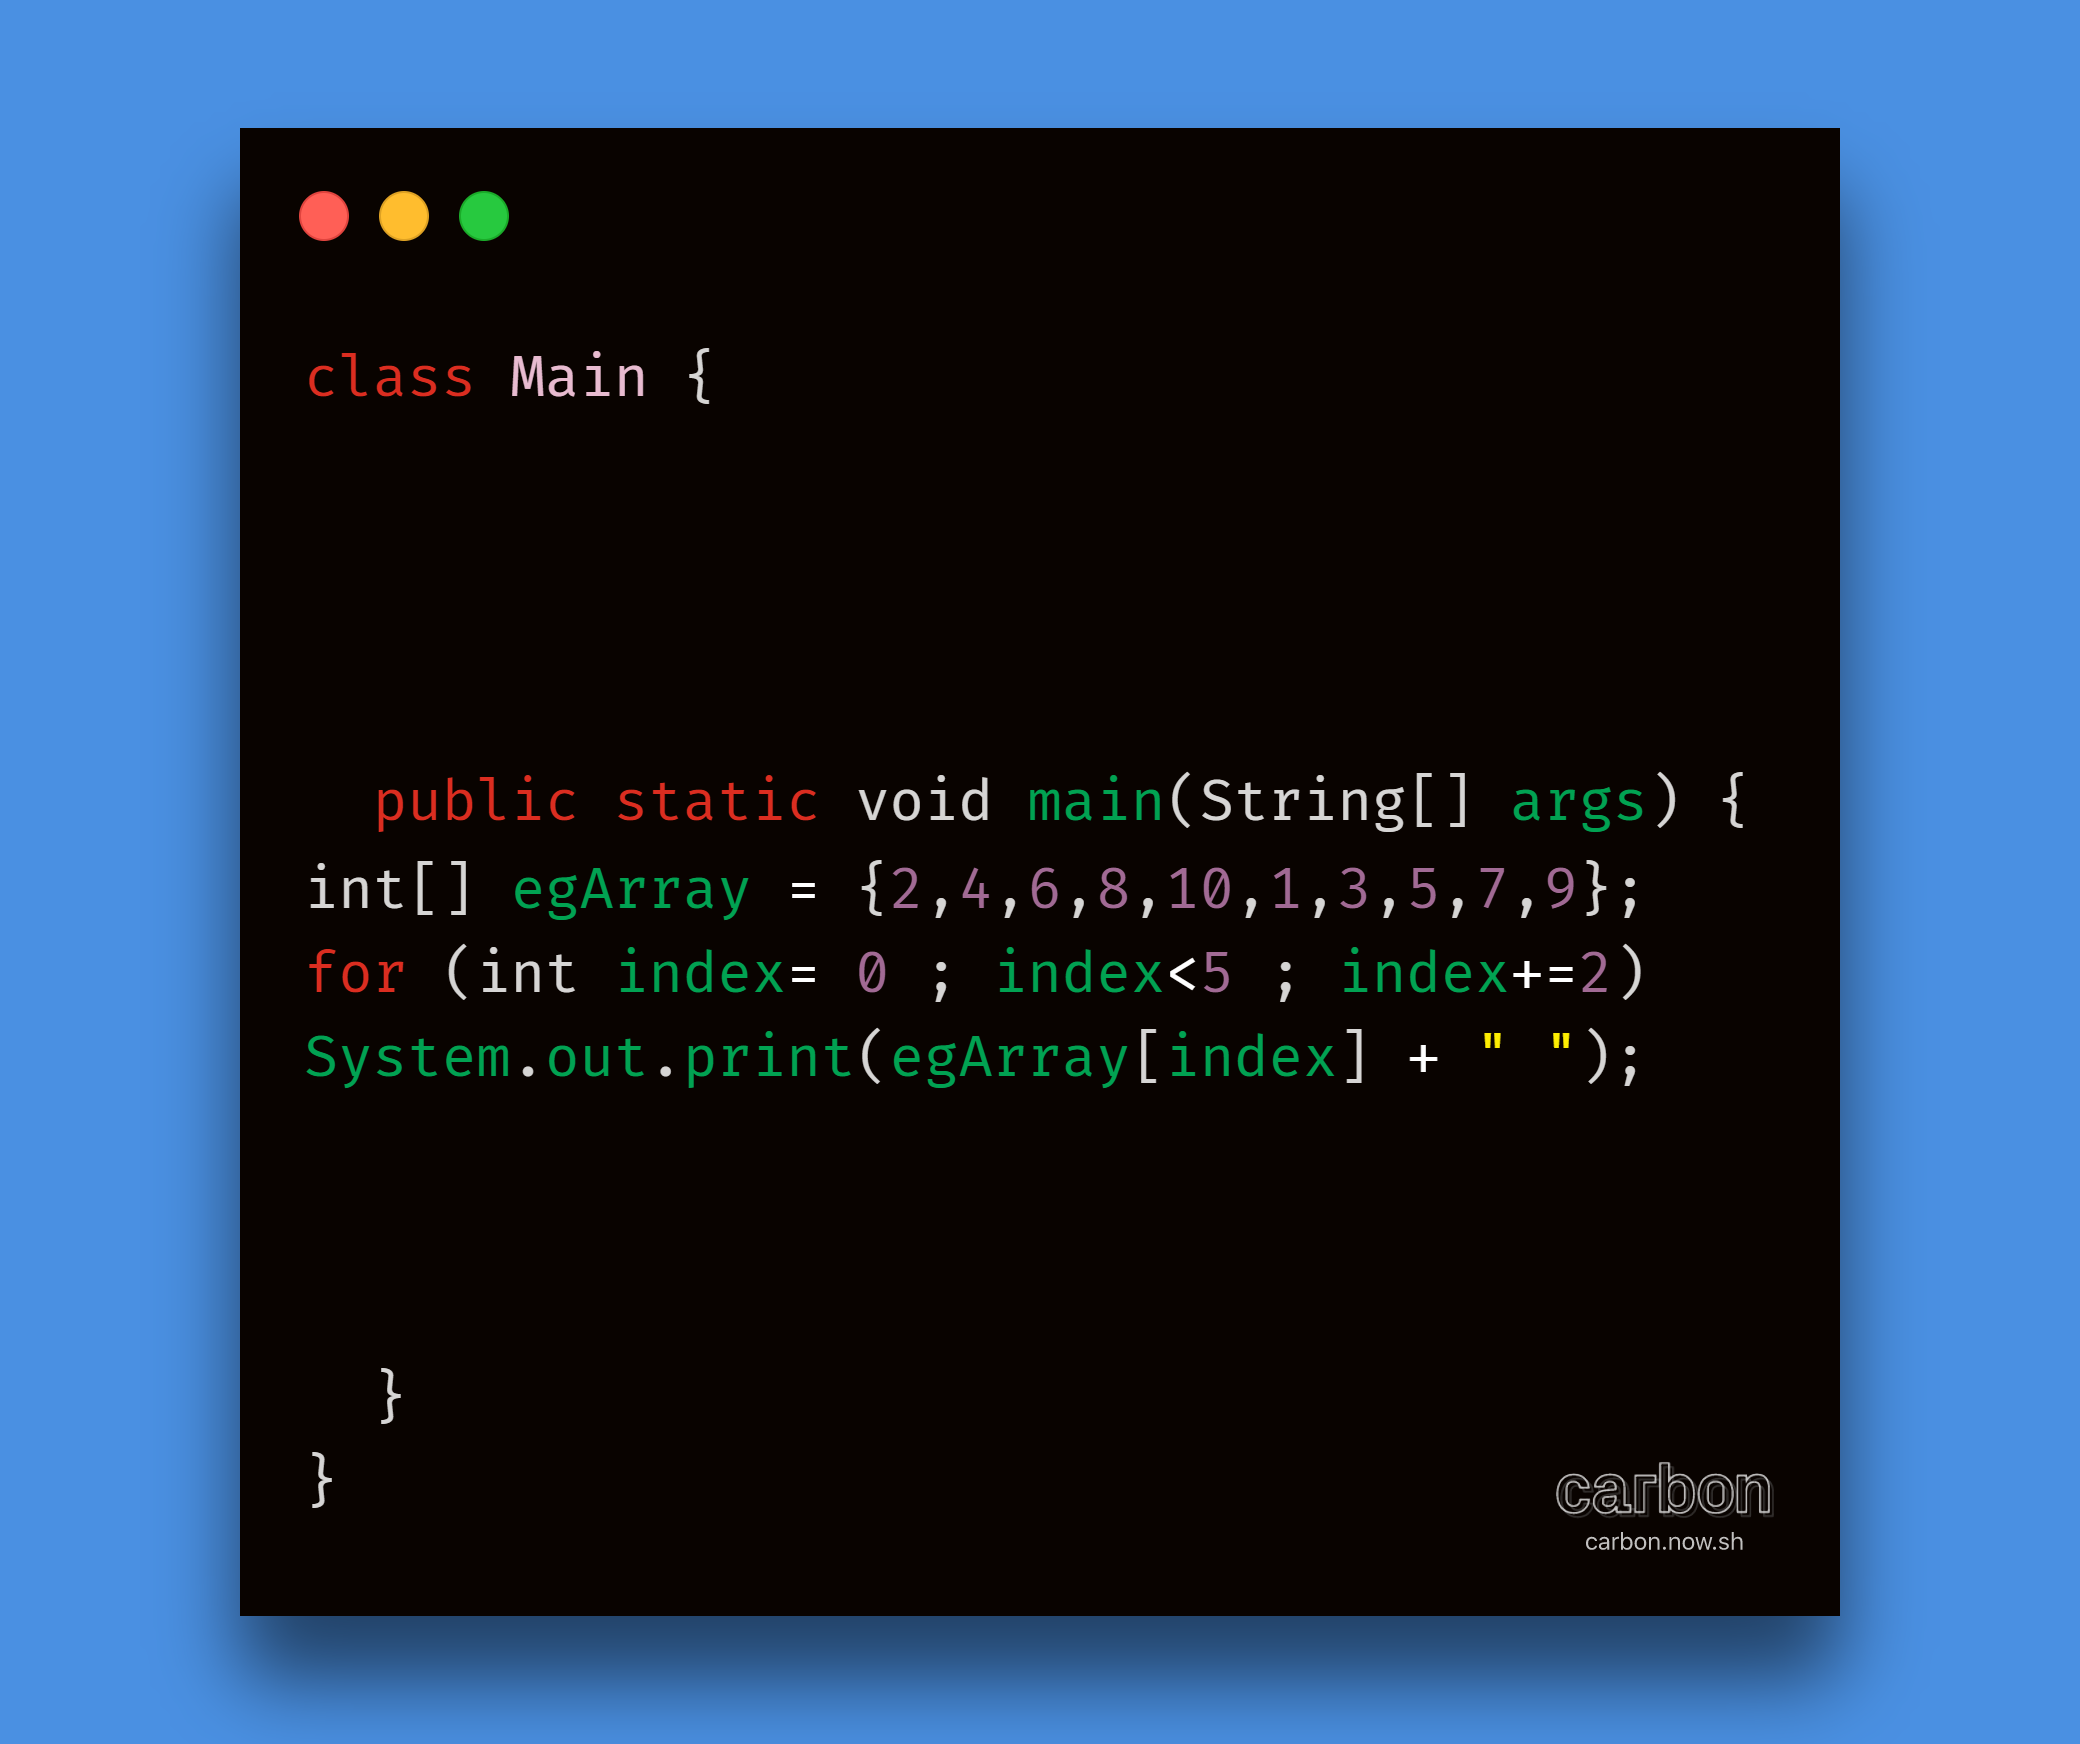 class Main {
  public static void main(String[] args) {
int[] egArray = {2,4,6,8,10,1,3,5,7,9};
for (int index= 0 ; index<5 ; index+=2)
System.out.print(egArray[index] + " ");
  }
}
carbon
carbon.now.sh